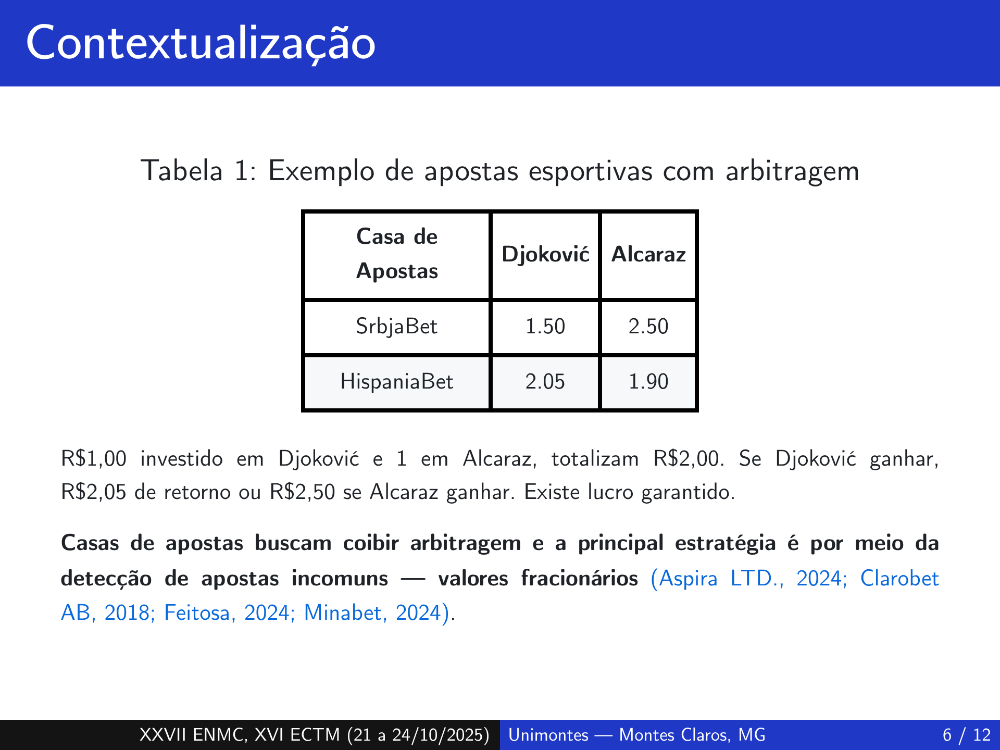 Contextualização
Tabela 1: Exemplo de apostas esportivas com arbitragem
Casa de
Apostas
Djoković
Alcaraz
SrbjaBet
1.50
2.50
HispaniaBet
2.05
1.90
R$1,00 investido em Djoković e 1 em Alcaraz, totalizam R$2,00. Se Djoković ganhar,
R$2,05 de retorno ou R$2,50 se Alcaraz ganhar. Existe lucro garantido.
Casas de apostas buscam coibir arbitragem e a principal estratégia é por meio da
detecção de apostas incomuns — valores fracionários (Aspira LTD., 2024; Clarobet
AB, 2018; Feitosa, 2024; Minabet, 2024).
XXVII ENMC, XVI ECTM (21 a 24/10/2025)
Unimontes — Montes Claros, MG
6 / 12